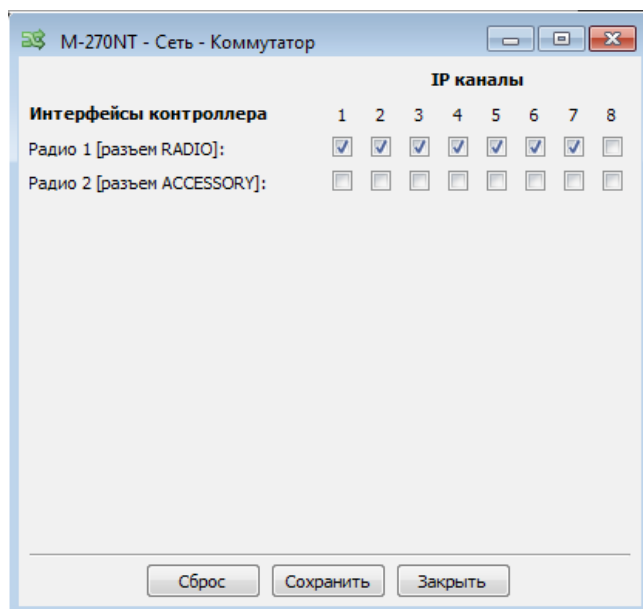 M-270NT - Сеть - Коммутатор
IP каналы
Интерфейсы контроллера 1 2 3 4 5 6 7 8
Радио 1 [разъем RADIO]:
Радио 2 [разъем ACCESSORY]:
Сброс Сохранить Закрыть